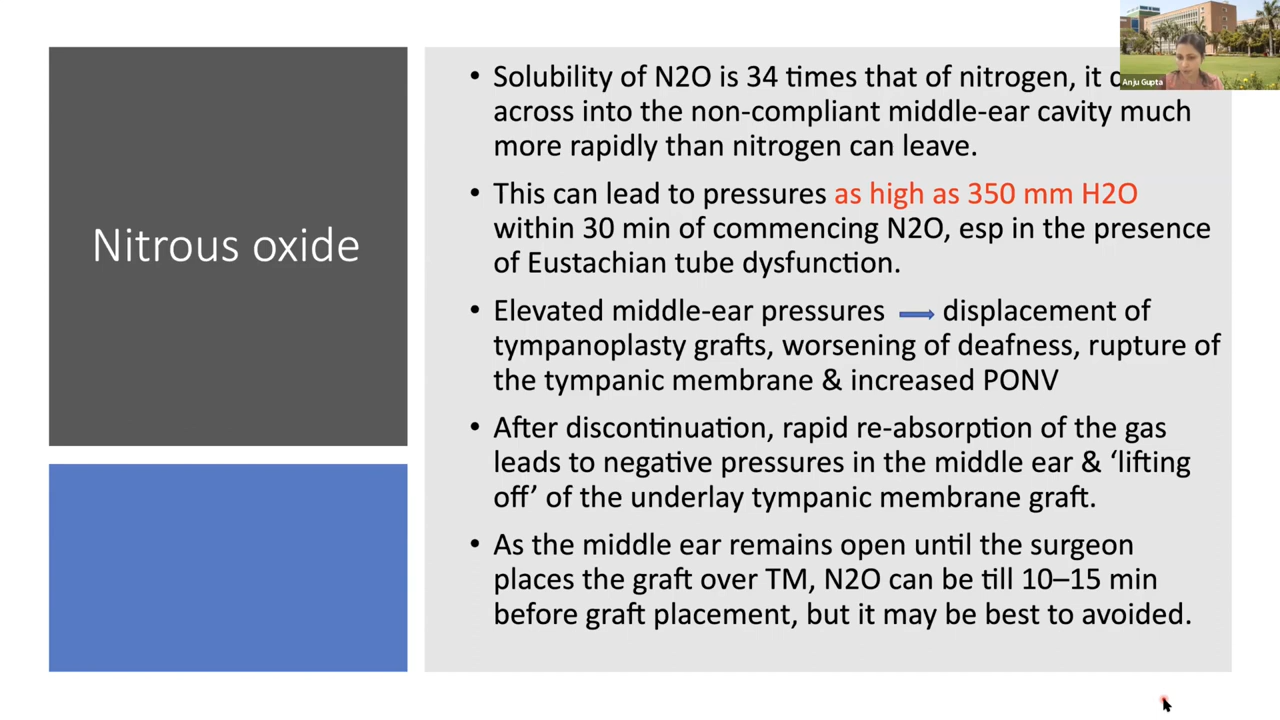 Nitrous oxide
• Solubility of N2O is 34 times that of nitrogen, it
across into the non-compliant middle-ear cavity much
more rapidly than nitrogen can leave.
• This can lead to pressures as high as 350 mm H2O
within 30 min of commencing N2O, esp in the presence
of Eustachian tube dysfunction.
• Elevated middle-ear pressures → displacement of
tympanoplasty grafts, worsening of deafness, rupture of
the tympanic membrane & increased PONV
• After discontinuation, rapid re-absorption of the gas
leads to negative pressures in the middle ear & ‘lifting
off’ of the underlay tympanic membrane graft.
• As the middle ear remains open until the surgeon
places the graft over TM, N2O can be till 10–15 min
before graft placement, but it may be best to avoided.
Anju Gupta